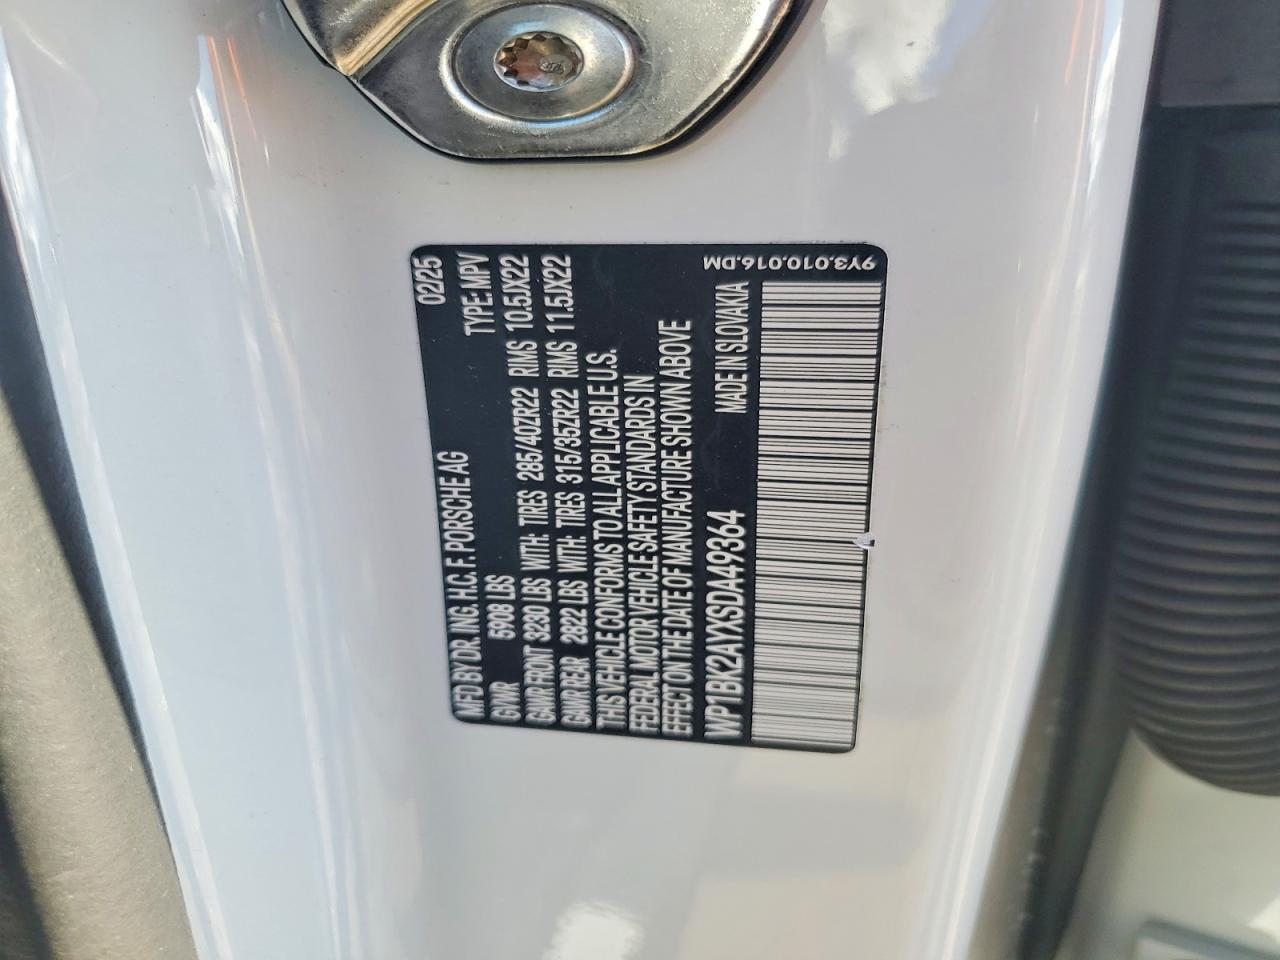 MFD BY DR. ING. H.C. F. PORSCHE AG 02/25
GVWR 5908 LBS TYPE: MPV
GAWR FRONT 3230 LBS WITH: TIRES 285/40ZR22 RIMS 10.5JX22
GAWR REAR 2822 LBS WITH: TIRES 315/35ZR22 RIMS 11.5JX22
THIS VEHICLE CONFORMS TO ALL APPLICABLE U.S.
FEDERAL MOTOR VEHICLE SAFETY STANDARDS IN
EFFECT ON THE DATE OF MANUFACTURE SHOWN ABOVE
WP1BK2AYXSDA49364 MADE IN SLOVAKIA
9Y3.010.016.DM